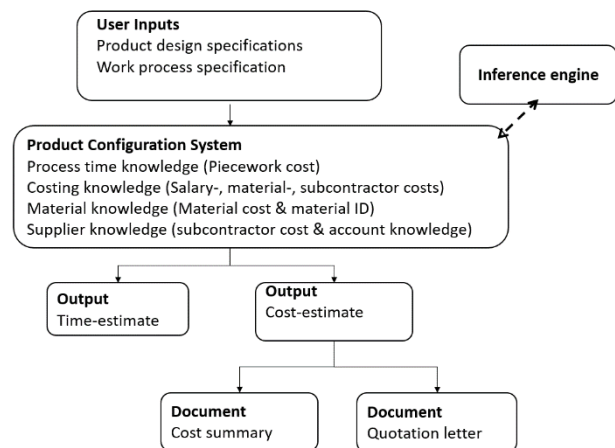 User Inputs
Product design specifications
Work process specification
Inference engine
Product Configuration System
Process time knowledge (Piecework cost)
Costing knowledge (Salary-, material-, subcontractor costs)
Material knowledge (Material cost & material ID)
Supplier knowledge (subcontractor cost & account knowledge)
Output
Time-estimate
Output
Cost-estimate
Document
Cost summary
Document
Quotation letter